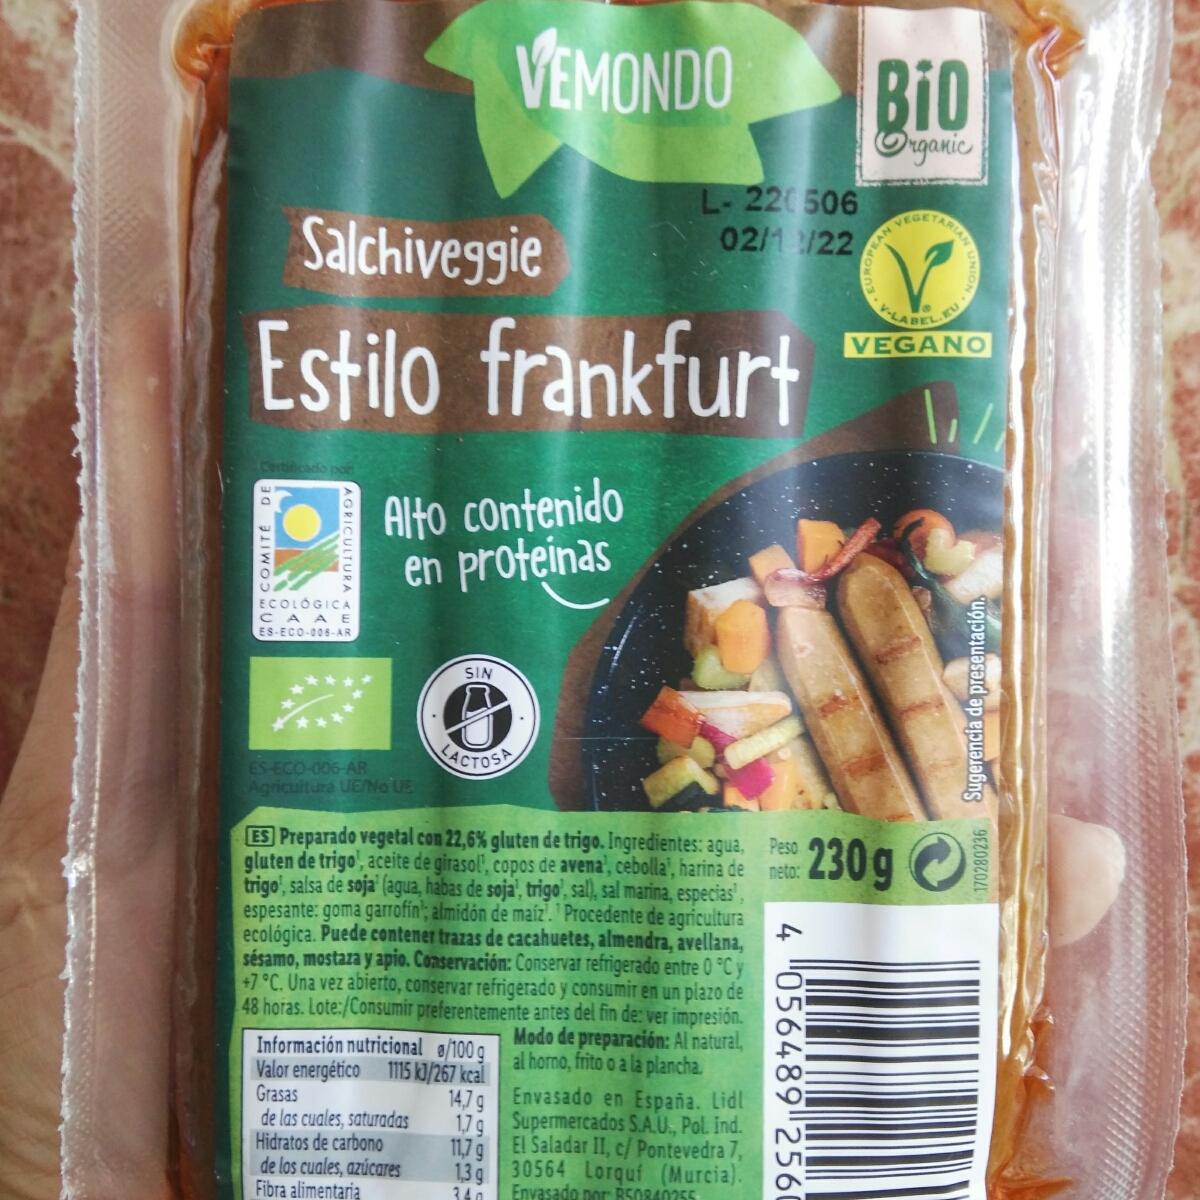 VEMONDO
BiO
Organic
L- 220506
02/12/22
Salchiveggie
Estilo frankfurt
EUROPEAN VEGETARIAN UNION
V-LABEL.EU
VEGANO
Certificado por:
COMITÉ DE
AGRICULTURA
ECOLÓGICA
CAAE
ES-ECO-006-AR
Alto contenido
en proteínas
SIN
LACTOSA
ES-ECO-006-AR
Agricultura UE/No UE
Sugerencia de presentación.
ES Preparado vegetal con 22,6% gluten de trigo. Ingredientes: agua,
gluten de trigo¹, aceite de girasol¹, copos de avena¹, cebolla¹, harina de
trigo¹, salsa de soja¹ (agua, habas de soja¹, trigo¹, sal), sal marina, especias¹,
espesante: goma garrofín¹; almidón de maíz¹. ¹ Procedente de agricultura
ecológica. Puede contener trazas de cacahuetes, almendra, avellana,
sésamo, mostaza y apio. Conservación: Conservar refrigerado entre 0 °C y
+7 °C. Una vez abierto, conservar refrigerado y consumir en un plazo de
48 horas. Lote:/Consumir preferentemente antes del fin de: ver impresión.
Peso
neto: 230 g
170280236
Información nutricional ø/100 g
Valor energético 1115 kJ/267 kcal
Grasas 14,7 g
de las cuales, saturadas 1,7 g
Hidratos de carbono 11,7 g
de los cuales, azúcares 1,3 g
Fibra alimentaria 3,4 g
Modo de preparación: Al natural,
al horno, frito o a la plancha.
Envasado en España. Lidl
Supermercados S.A.U., Pol. Ind.
El Saladar II, c/ Pontevedra 7,
30564 Lorquí (Murcia).
Envasado por: B50840255
4 056489 256